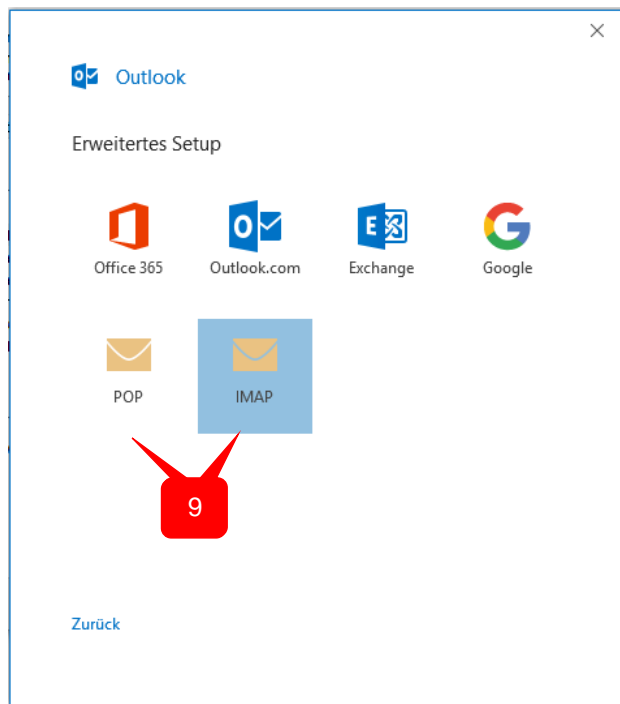 Outlook
Erweitertes Setup
Office 365
Outlook.com
Exchange
Google
POP
IMAP
9
Zurück